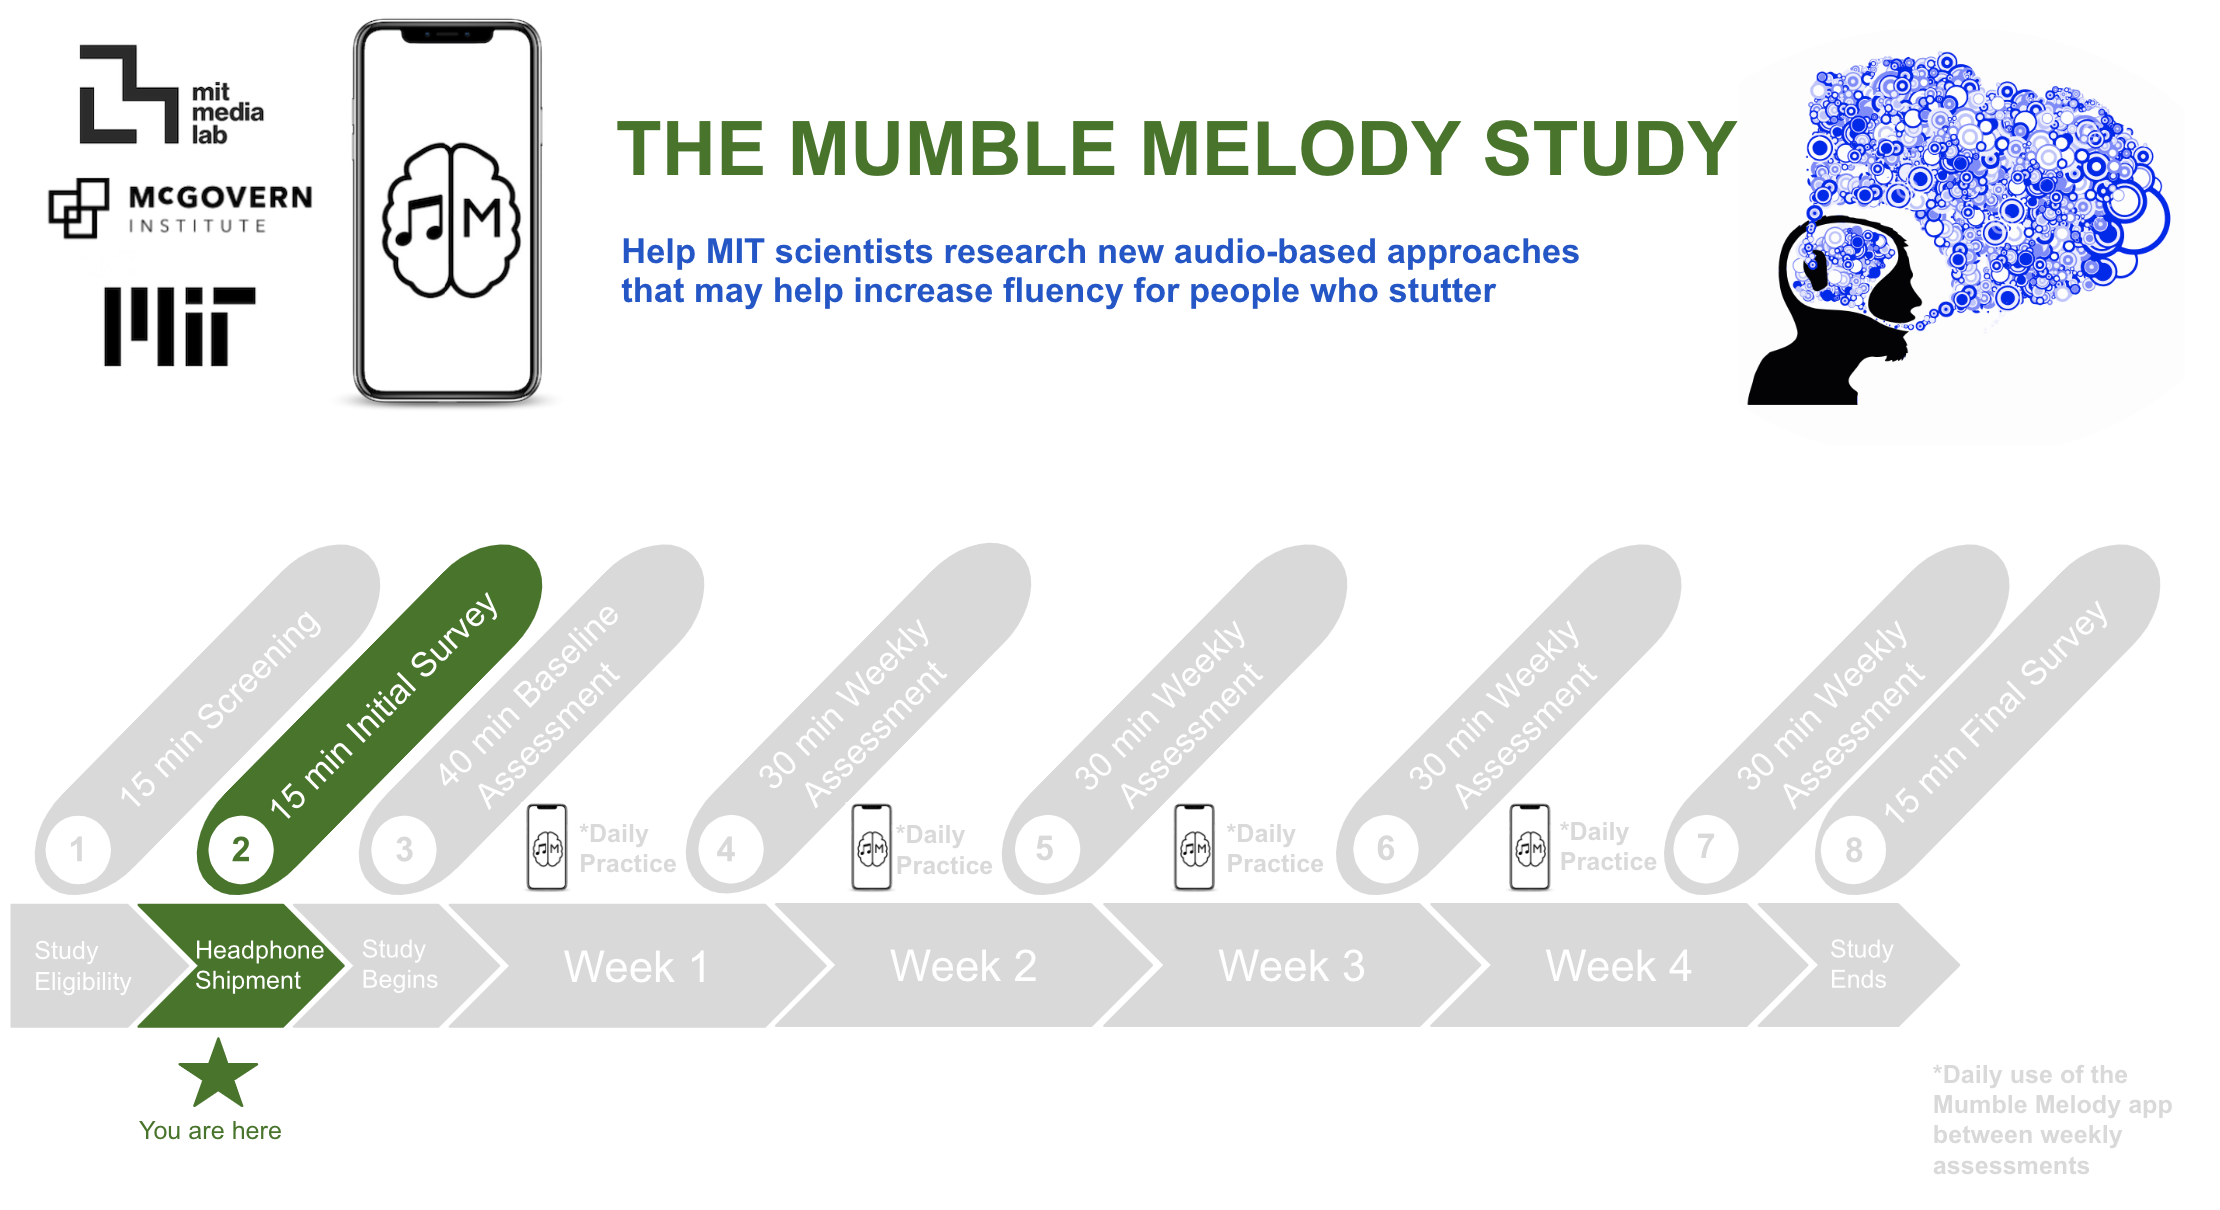 mit
media
lab
McGOVERN
INSTITUTE
MIT
M
THE MUMBLE MELODY STUDY
Help MIT scientists research new audio-based approaches
that may help increase fluency for people who stutter
15 min Screening
1
15 min Initial Survey
2
40 min Baseline
Assessment
3
M
*Daily
Practice
30 min Weekly
Assessment
4
M
*Daily
Practice
30 min Weekly
Assessment
5
M
*Daily
Practice
30 min Weekly
Assessment
6
M
*Daily
Practice
30 min Weekly
Assessment
7
15 min Final Survey
8
Study
Eligibility
Headphone
Shipment
Study
Begins
Week 1
Week 2
Week 3
Week 4
Study
Ends
You are here
*Daily use of the
Mumble Melody app
between weekly
assessments